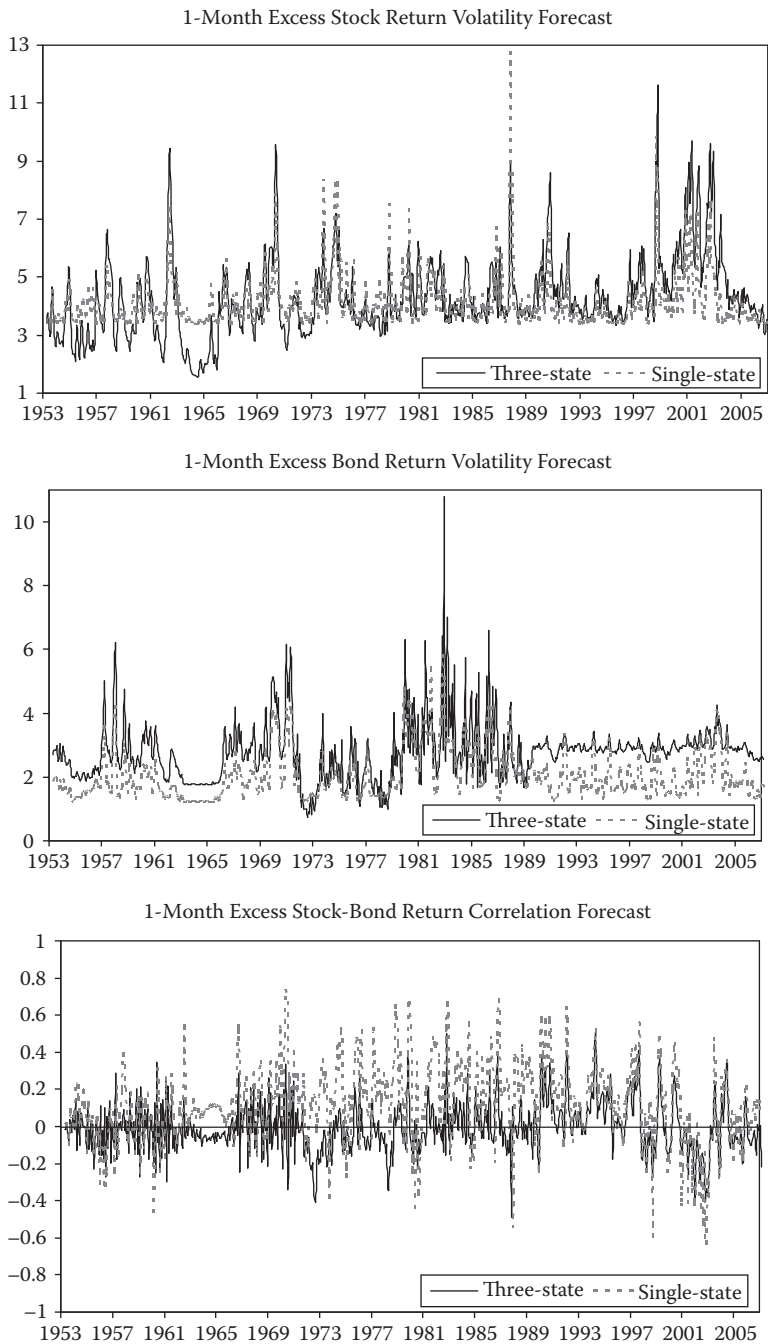 1-Month Excess Stock Return Volatility Forecast
13
11
9
7
5
3
1
Three-state Single-state
1953 1957 1961 1965 1969 1973 1977 1981 1985 1989 1993 1997 2001 2005
1-Month Excess Bond Return Volatility Forecast
10
8
6
4
2
0
Three-state Single-state
1953 1957 1961 1965 1969 1973 1977 1981 1985 1989 1993 1997 2001 2005
1-Month Excess Stock-Bond Return Correlation Forecast
1
0.8
0.6
0.4
0.2
0
−0.2
−0.4
−0.6
−0.8
−1
Three-state Single-state
1953 1957 1961 1965 1969 1973 1977 1981 1985 1989 1993 1997 2001 2005